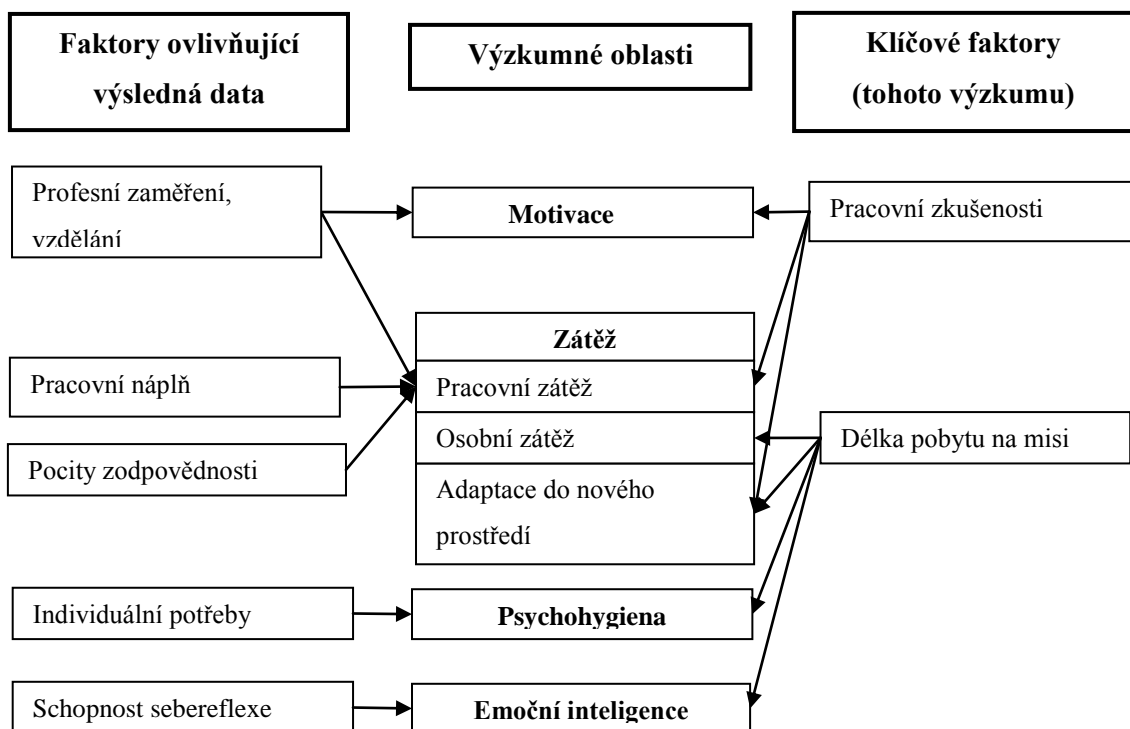 Faktory ovlivňující
výsledná data
Výzkumné oblasti
Klíčové faktory
(tohoto výzkumu)
Profesní zaměření,
vzdělání
Motivace
Pracovní zkušenosti
Zátěž
Pracovní náplň
Pracovní zátěž
Pocity zodpovědnosti
Osobní zátěž
Délka pobytu na misi
Adaptace do nového
prostředí
Individuální potřeby
Psychohygiena
Schopnost sebereflexe
Emoční inteligence